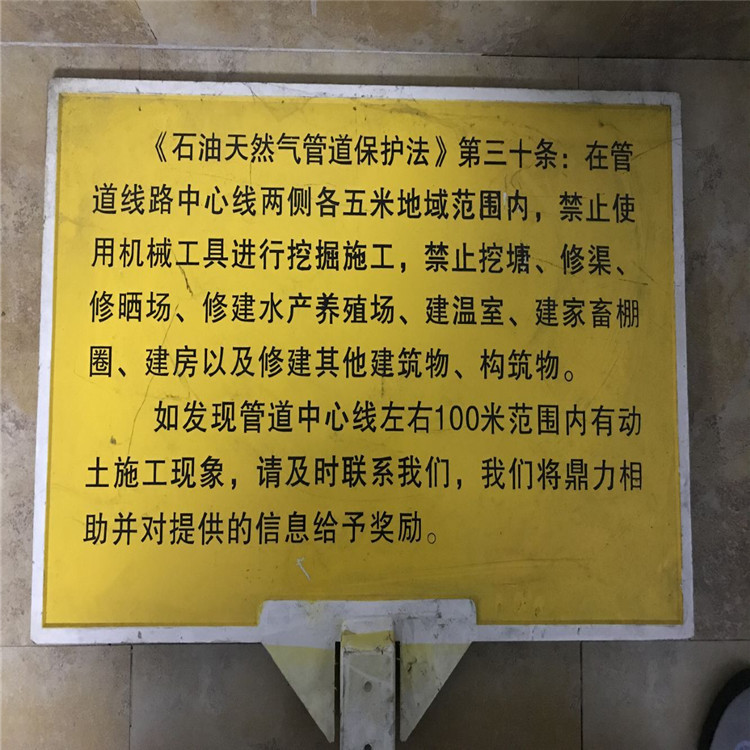 《石油天然气管道保护法》第三十条：在管
道线路中心线两侧各五米地域范围内，禁止使
用机械工具进行挖掘施工，禁止挖塘、修渠、
修晒场、修建水产养殖场、建温室、建家畜棚
圈、建房以及修建其他建筑物、构筑物。
如发现管道中心线左右100米范围内有动
土施工现象，请及时联系我们，我们将鼎力相
助并对提供的信息给予奖励。